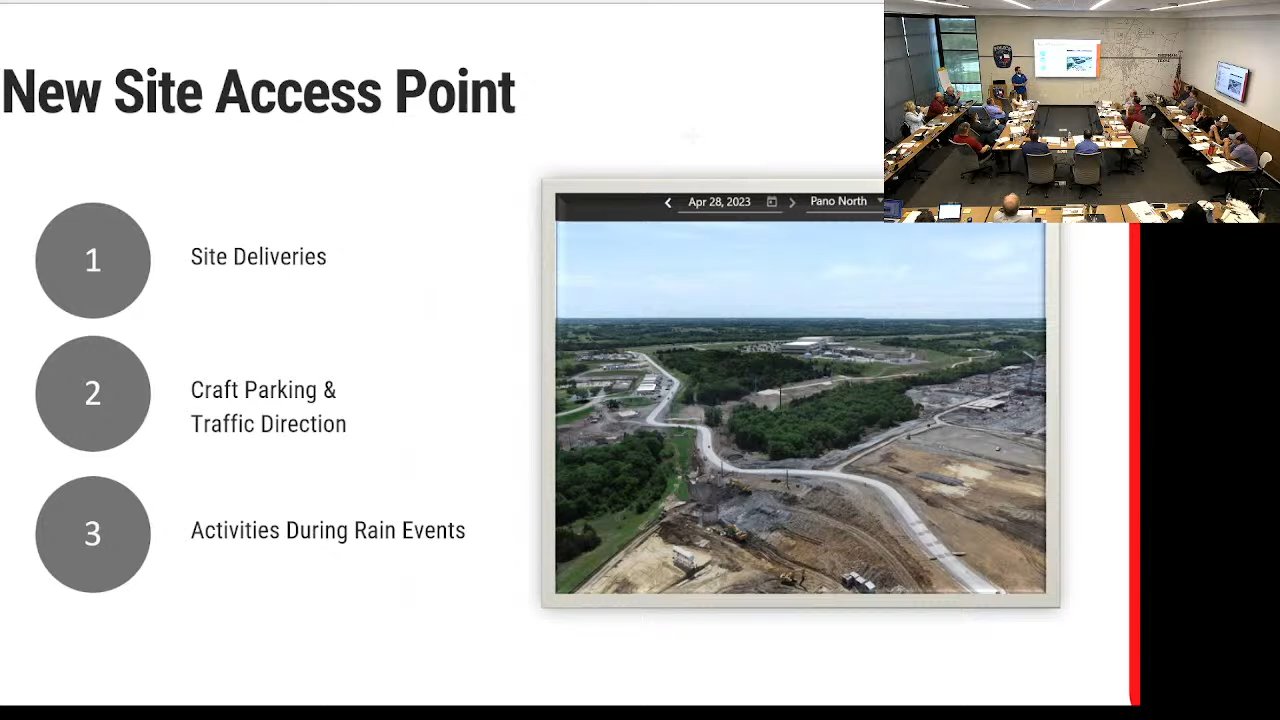 New Site Access Point
1
Site Deliveries
2
Craft Parking &
Traffic Direction
3
Activities During Rain Events
Apr 28, 2023
Pano North
POLICE